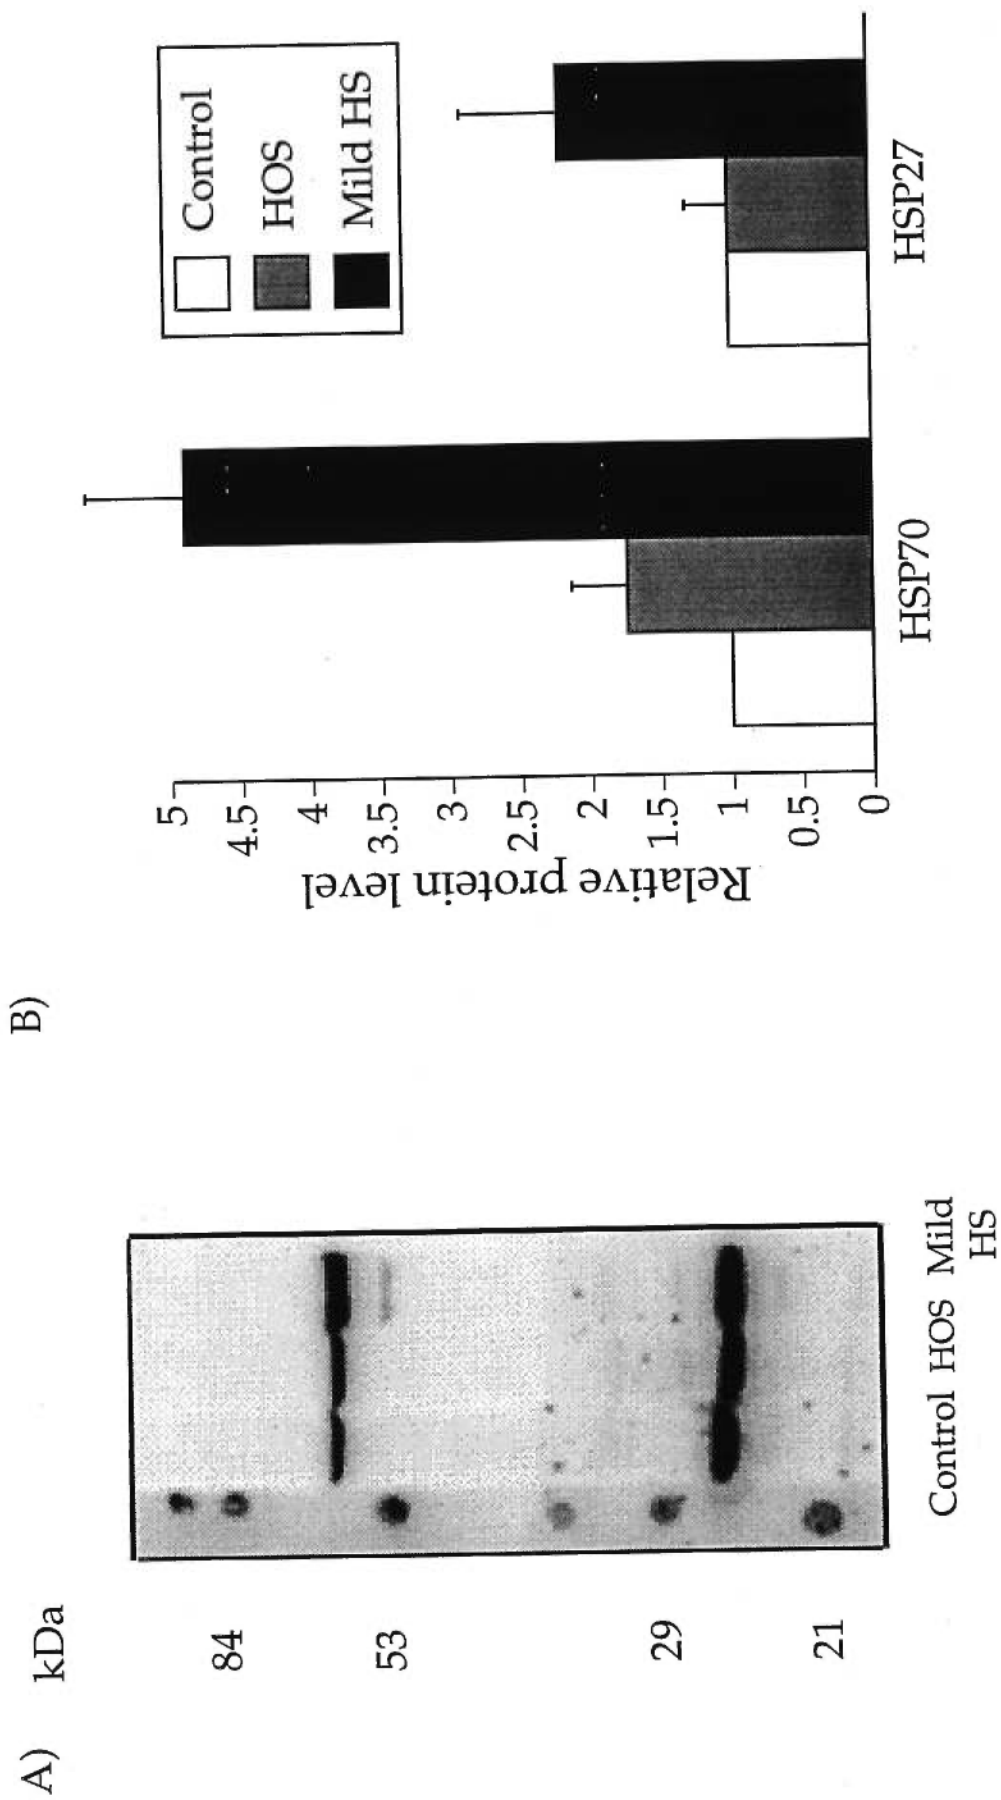 A)
kDa
84
53
29
21
Control HOS Mild
HS
B)
Relative protein level
5
4.5
4
3.5
3
2.5
2
1.5
1
0.5
0
Control
HOS
Mild HS
HSP70
HSP27